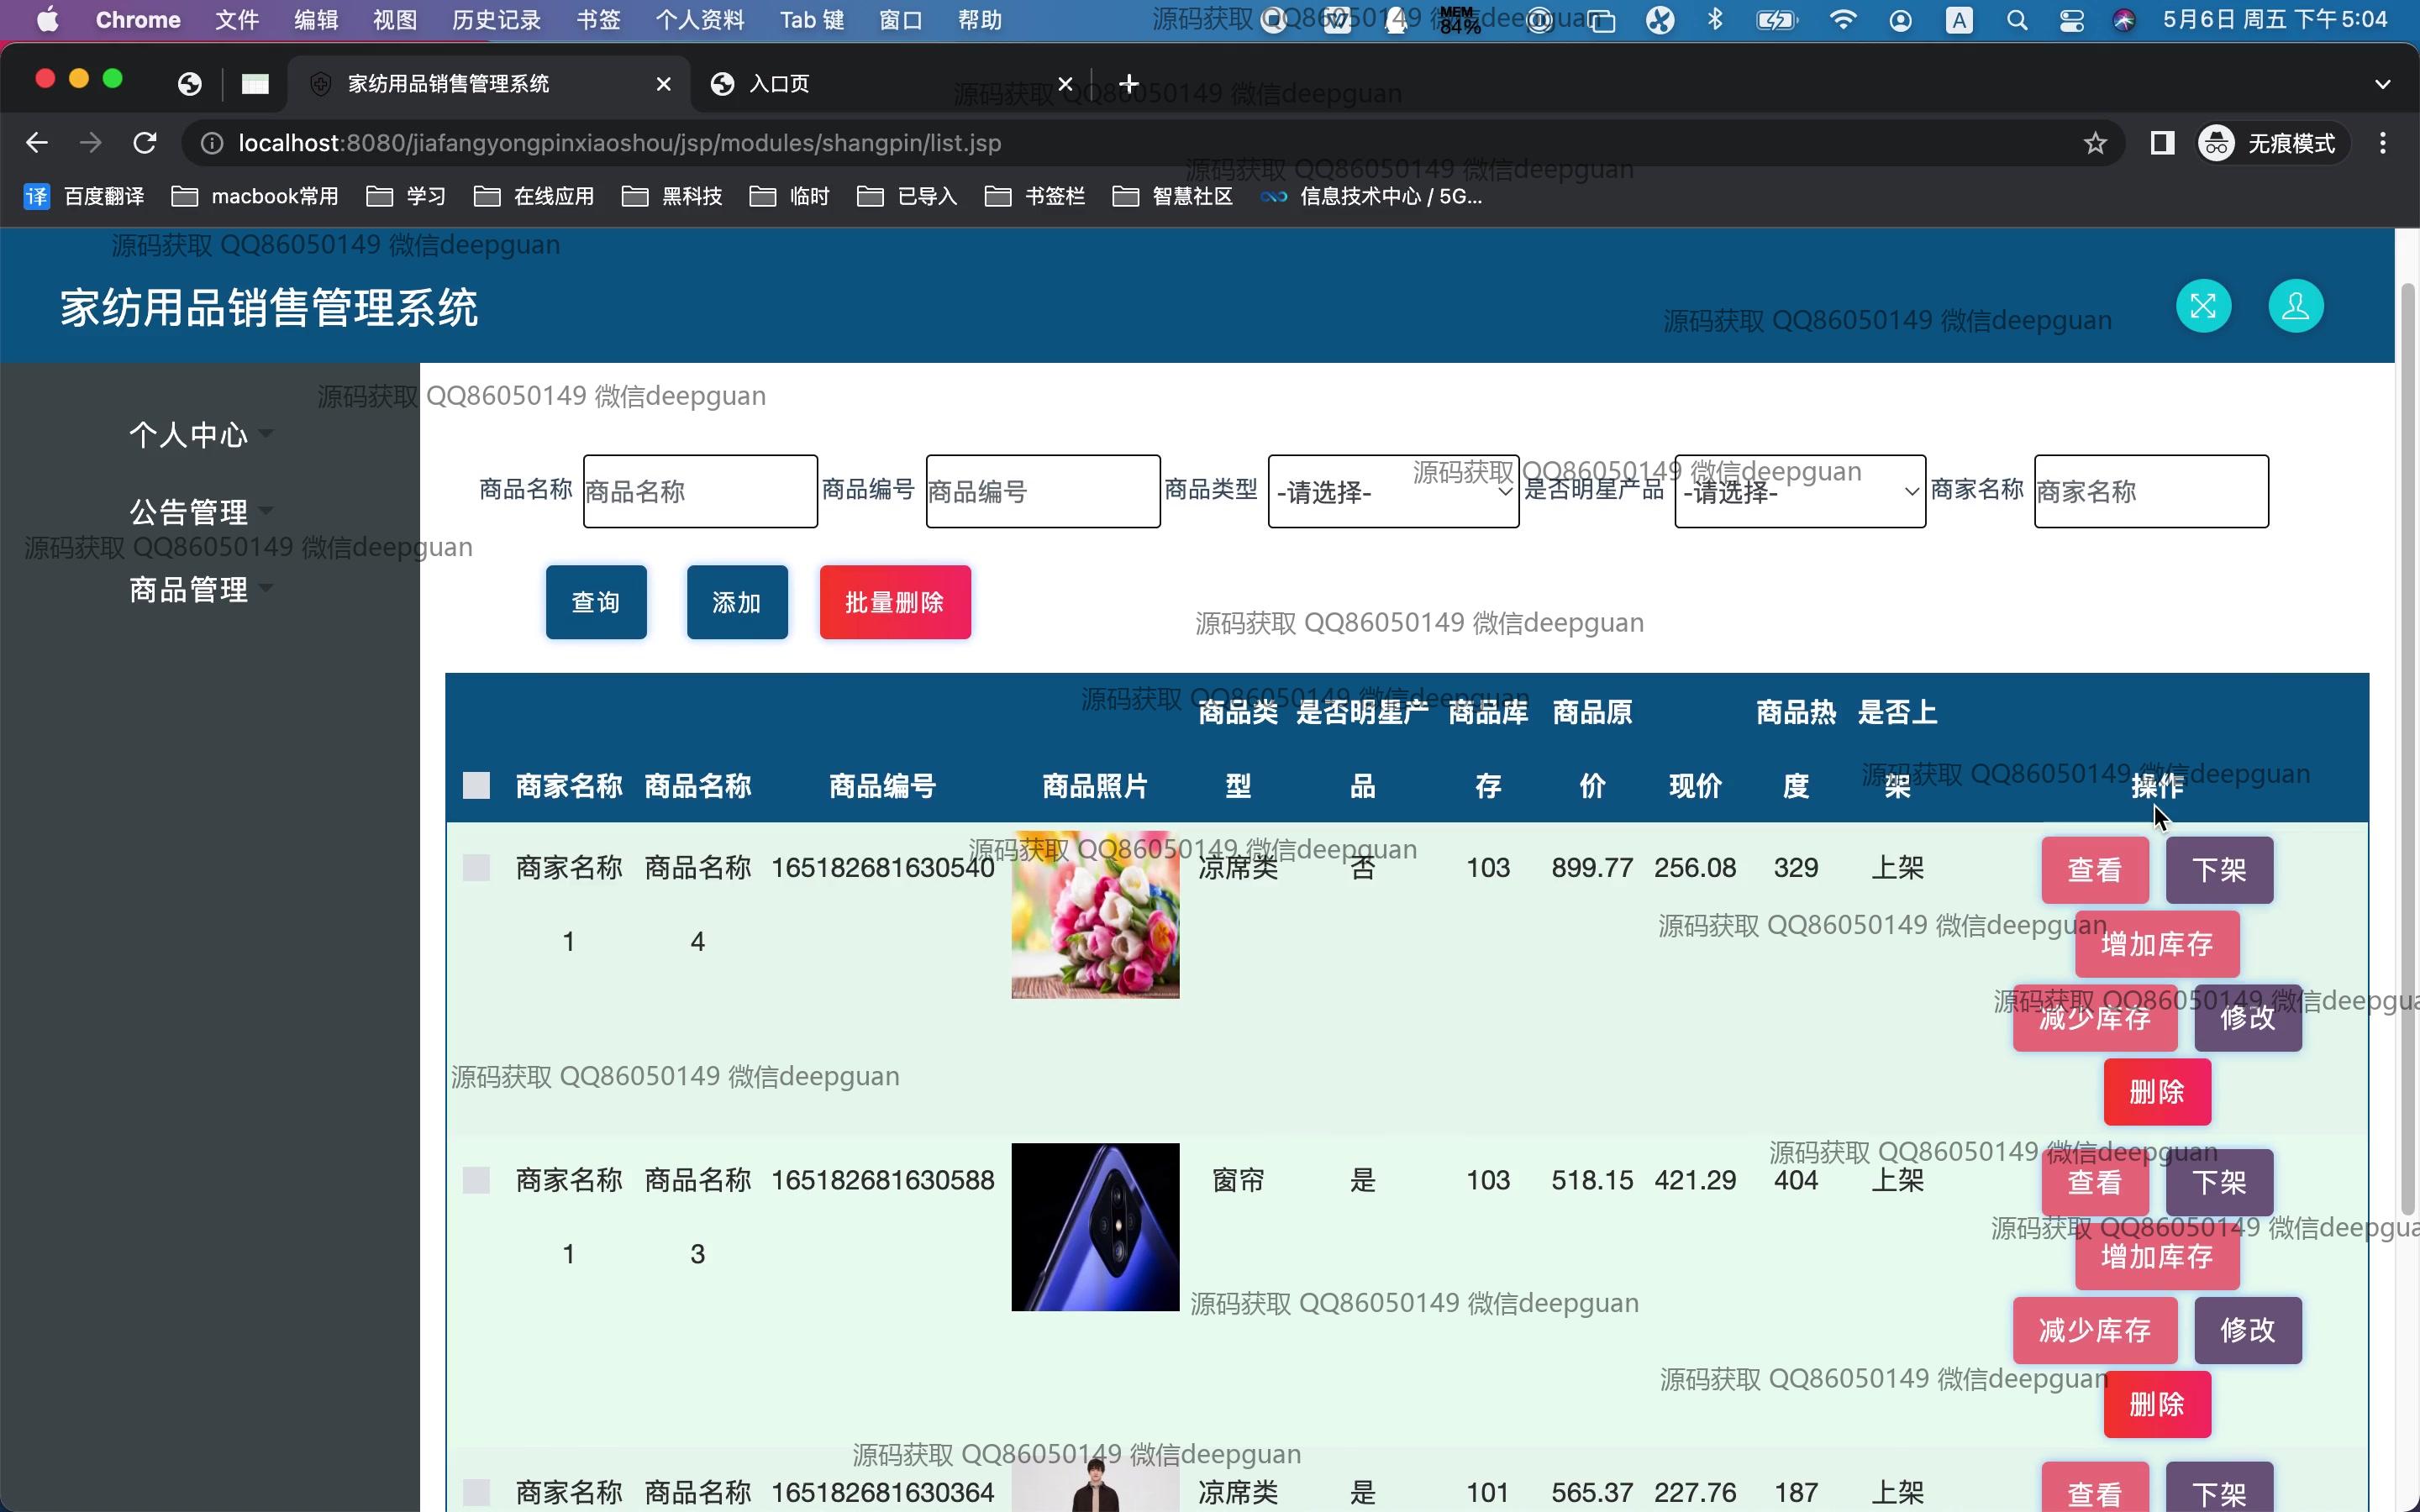 Chrome 文件 编辑 视图 历史记录 书签 个人资料 Tab 键 窗口 帮助 MEM 84% A 5月6日 周五 下午5:04
源码获取 QQ86050149 微信deepguan
家纺用品销售管理系统 入口页
源码获取 QQ86050149 微信deepguan
localhost:8080/jiafangyongpinxiaoshou/jsp/modules/shangpin/list.jsp 无痕模式
源码获取 QQ86050149 微信deepguan
译 百度翻译 macbook常用 学习 在线应用 黑科技 临时 已导入 书签栏 智慧社区 信息技术中心 / 5G...
源码获取 QQ86050149 微信deepguan
家纺用品销售管理系统
源码获取 QQ86050149 微信deepguan
源码获取 QQ86050149 微信deepguan
个人中心
公告管理
商品管理
源码获取 QQ86050149 微信deepguan
商品名称 商品名称 商品编号 商品编号 商品类型 -请选择- 是否明星产品 -请选择- 商家名称 商家名称
源码获取 QQ86050149 微信deepguan
查询 添加 批量删除
源码获取 QQ86050149 微信deepguan
源码获取 QQ86050149 微信deepguan
商品类 是否明星产 商品库 商品原 商品热 是否上
商家名称 商品名称 商品编号 商品照片 型 品 存 价 现价 度 架 操作
源码获取 QQ86050149 微信deepguan
源码获取 QQ86050149 微信deepguan
商家名称 商品名称 165182681630540 凉席类 否 103 899.77 256.08 329 上架 查看 下架
源码获取 QQ86050149 微信deepguan
1 4 增加库存
源码获取 QQ86050149 微信deepgua
减少库存 修改
源码获取 QQ86050149 微信deepguan
删除
源码获取 QQ86050149 微信deepguan
商家名称 商品名称 165182681630588 窗帘 是 103 518.15 421.29 404 上架 查看 下架
源码获取 QQ86050149 微信deepgua
1 3 增加库存
源码获取 QQ86050149 微信deepguan
减少库存 修改
源码获取 QQ86050149 微信deepguan
删除
源码获取 QQ86050149 微信deepguan
商家名称 商品名称 165182681630364 凉席类 是 101 565.37 227.76 187 上架 查看 下架